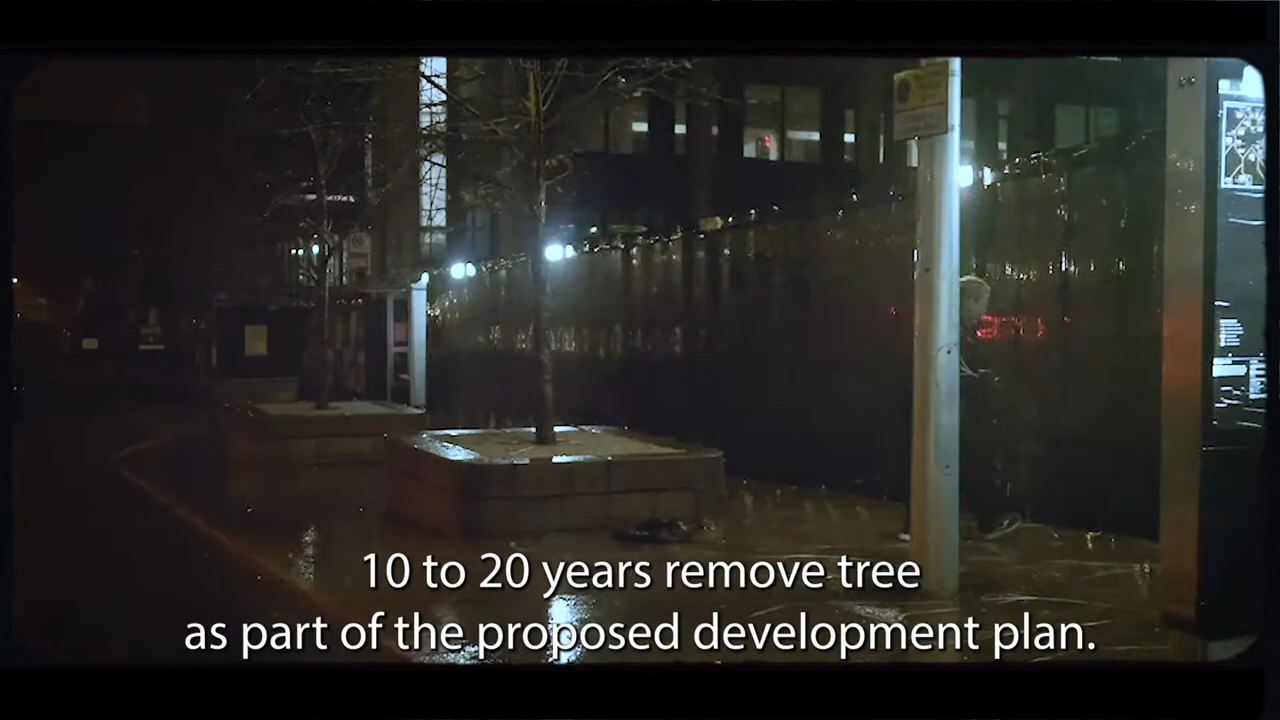 10 to 20 years remove tree
as part of the proposed development plan.